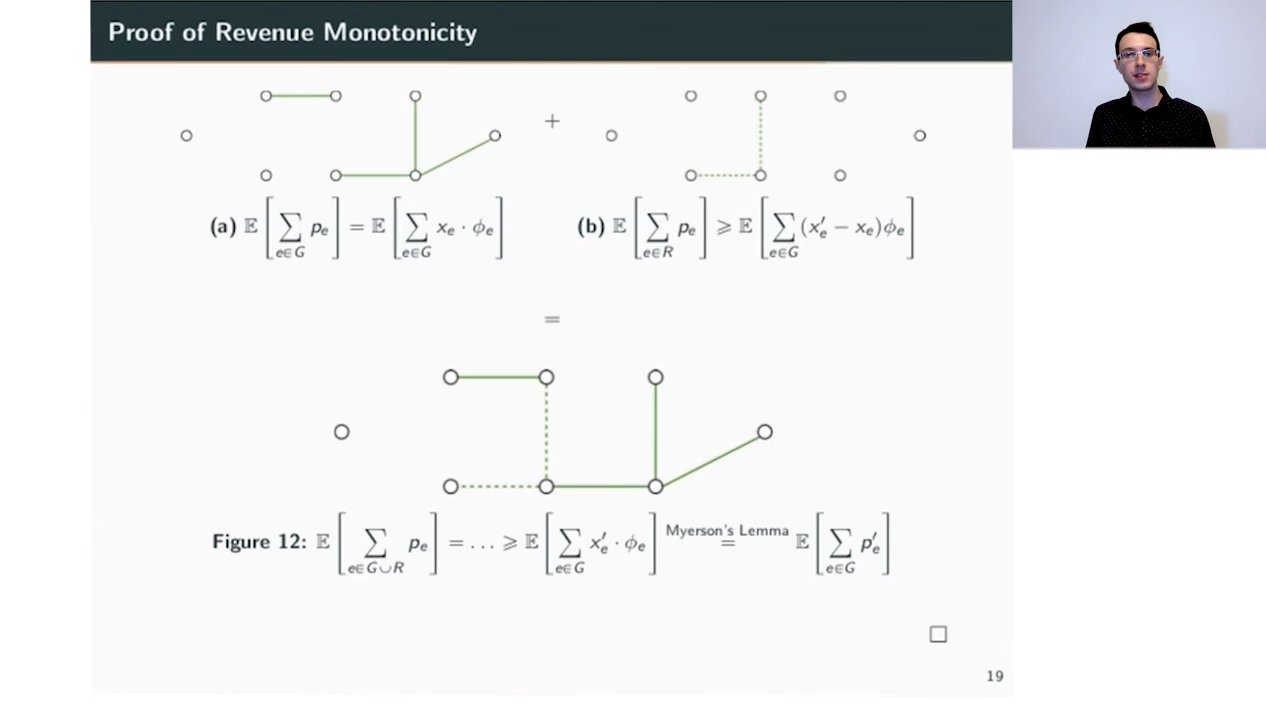 Proof of Revenue Monotonicity
+
(a) 𝔼[∑_{e∈G} p_e] = 𝔼[∑_{e∈G} x_e · ϕ_e]
(b) 𝔼[∑_{e∈R} p_e] ⩾ 𝔼[∑_{e∈G} (x′_e − x_e)ϕ_e]
=
Figure 12: 𝔼[∑_{e∈G∪R} p_e] = ... ⩾ 𝔼[∑_{e∈G} x′_e · ϕ_e] Myerson's Lemma = 𝔼[∑_{e∈G} p′_e]
□
19